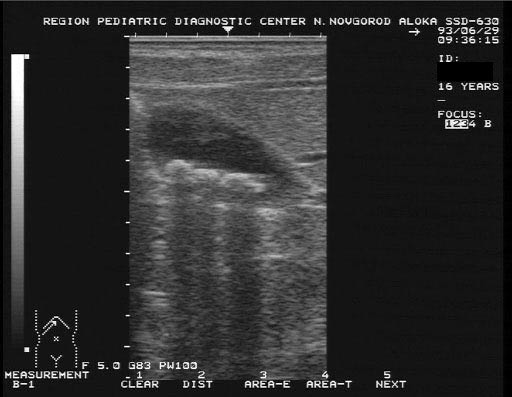 REGION PEDIATRIC DIAGNOSTIC CENTER N.NOVGOROD ALOKA SSD-630
→ 93/06/29
09:36:15
ID:
16 YEARS
FOCUS:
1234 B
F 5.0 G83 PW100
MEASUREMENT 1 2 3 4 5
B-1 CLEAR DIST AREA-E AREA-T NEXT